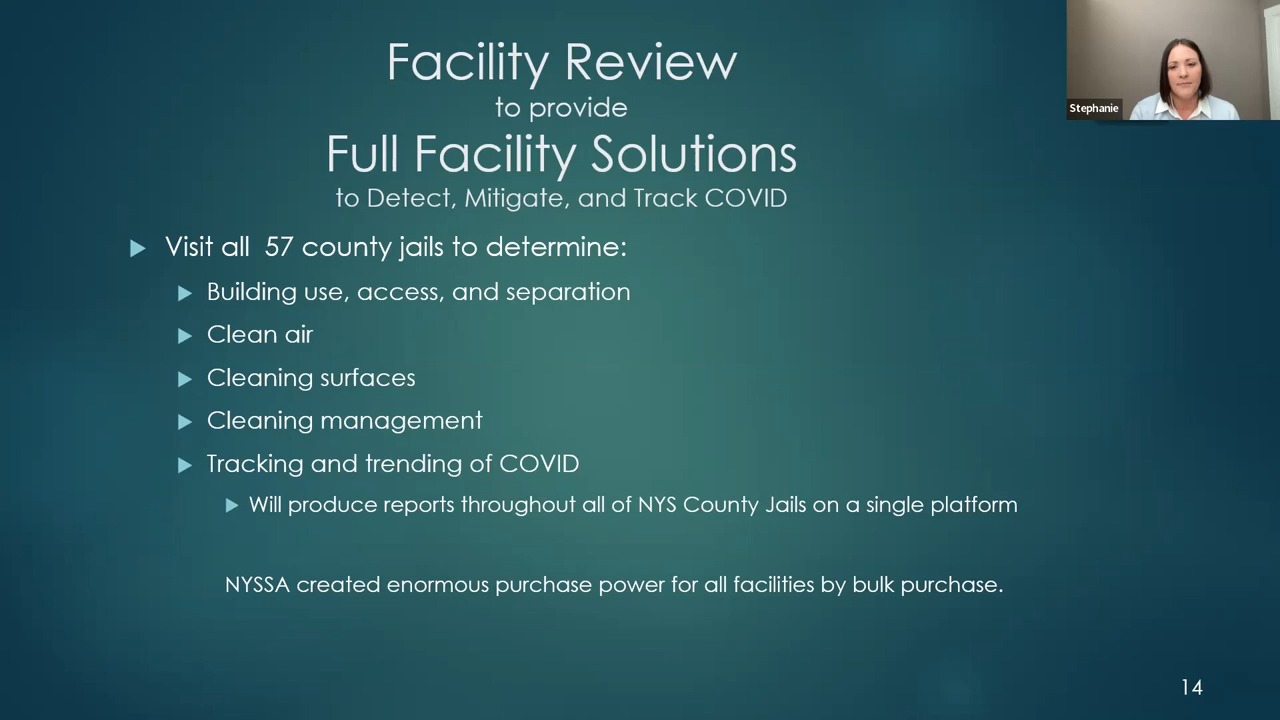 Facility Review
to provide
Full Facility Solutions
to Detect, Mitigate, and Track COVID
Stephanie
Visit all 57 county jails to determine:
Building use, access, and separation
Clean air
Cleaning surfaces
Cleaning management
Tracking and trending of COVID
Will produce reports throughout all of NYS County Jails on a single platform
NYSSA created enormous purchase power for all facilities by bulk purchase.
14